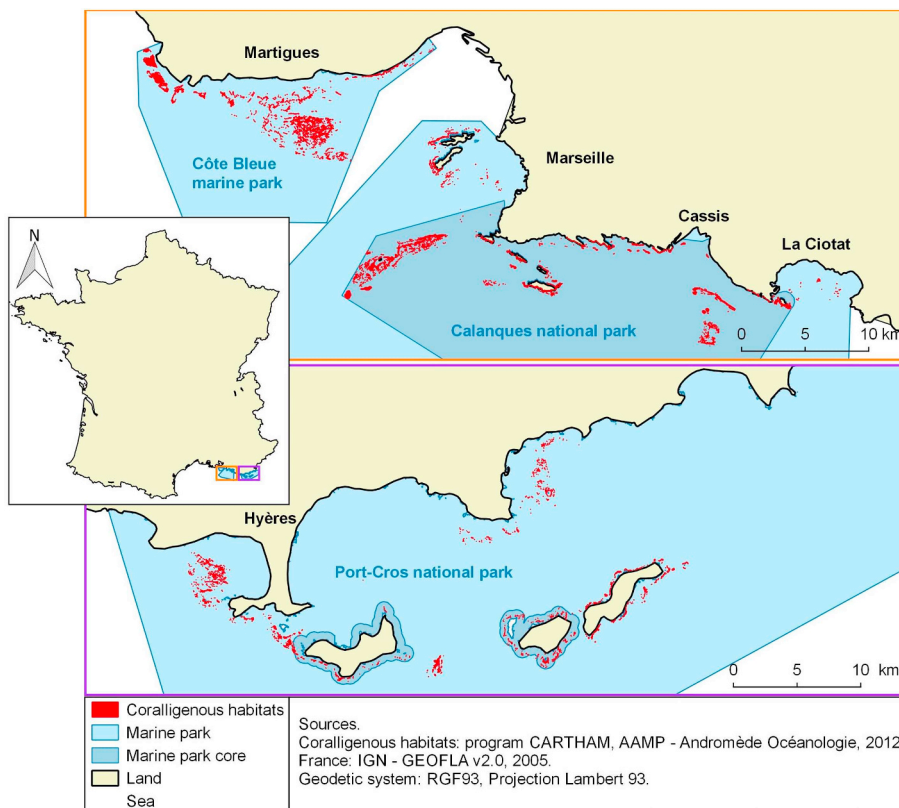 Martigues
Côte Bleue
marine park
Marseille
Cassis
La Ciotat
Calanques national park
0 5 10 km
N
Hyères
Port-Cros national park
0 5 10 km
Coralligenous habitats
Marine park
Marine park core
Land
Sea
Sources.
Coralligenous habitats: program CARTHAM, AAMP - Andromède Océanologie, 2012
France: IGN - GEOFLA v2.0, 2005.
Geodetic system: RGF93, Projection Lambert 93.